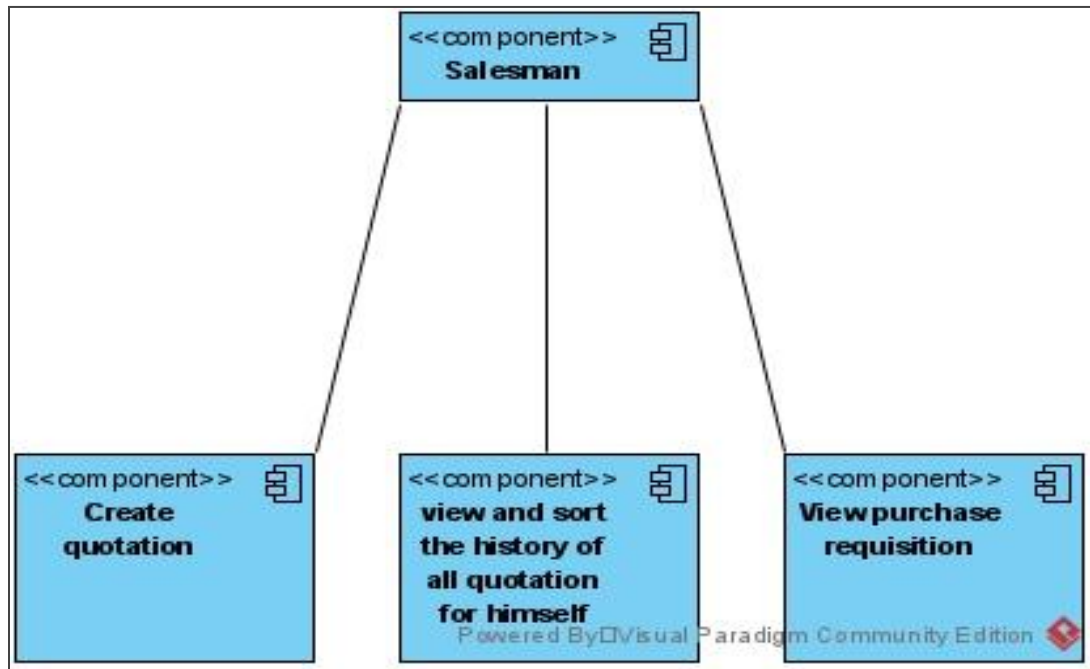 <<component>>
Salesman
<<component>>
Create
quotation
<<component>>
view and sort
the history of
all quotation
for himself
<<component>>
View purchase
requisition
Powered By□Visual Paradigm Community Edition